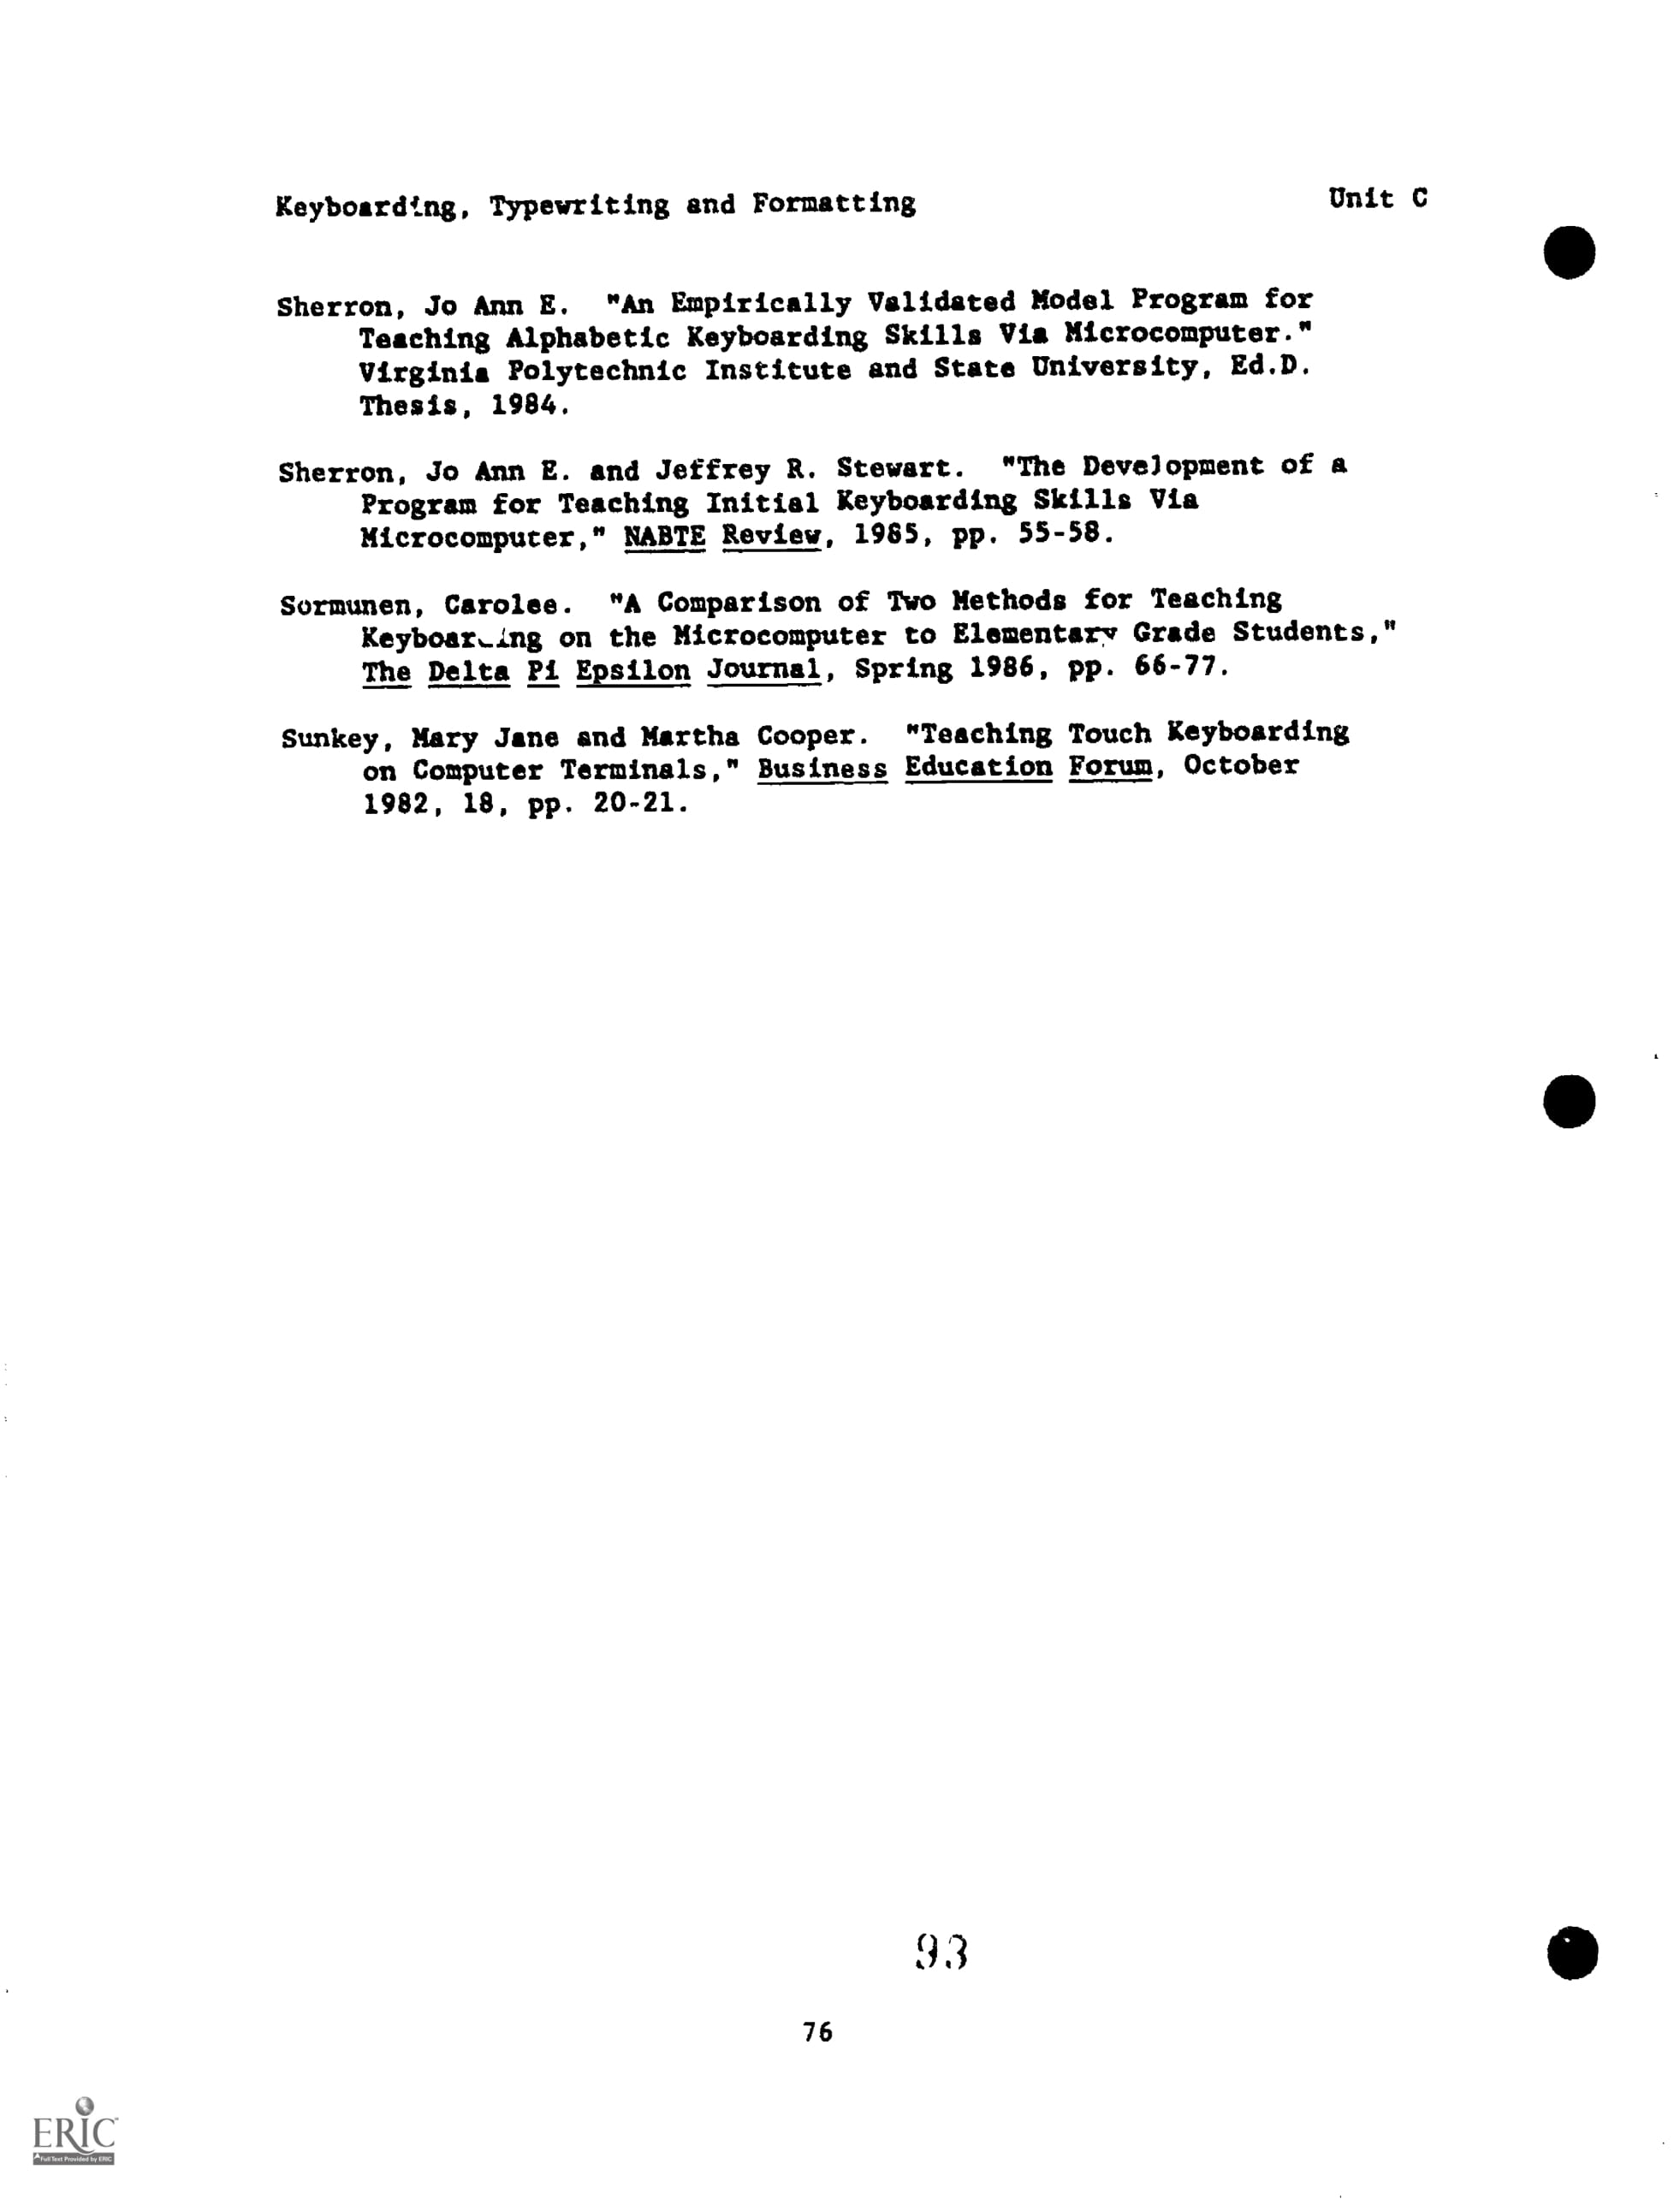 Keyboarding, Typewriting and Formatting Unit C
Sherron, Jo Ann E. "An Empirically Validated Model Program for
Teaching Alphabetic Keyboarding Skills Via Microcomputer."
Virginia Polytechnic Institute and State University, Ed.D.
Thesis, 1984.
Sherron, Jo Ann E. and Jeffrey R. Stewart. "The Development of a
Program for Teaching Initial Keyboarding Skills Via
Microcomputer," NABTE Review, 1985, pp. 55-58.
Sormunen, Carolee. "A Comparison of Two Methods for Teaching
Keyboarding on the Microcomputer to Elementary Grade Students,"
The Delta Pi Epsilon Journal, Spring 1986, pp. 66-77.
Sunkey, Mary Jane and Martha Cooper. "Teaching Touch Keyboarding
on Computer Terminals," Business Education Forum, October
1982, 18, pp. 20-21.
93
76
ERIC
Full Text Provided by ERIC